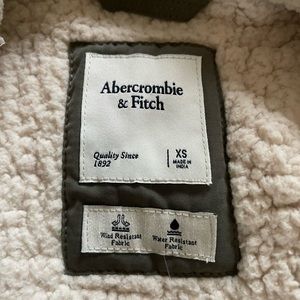 Abercrombie
& Fitch
Quality Since
1892
XS
MADE IN
INDIA
Wind Resistant
Fabric
Water Resistant
Fabric